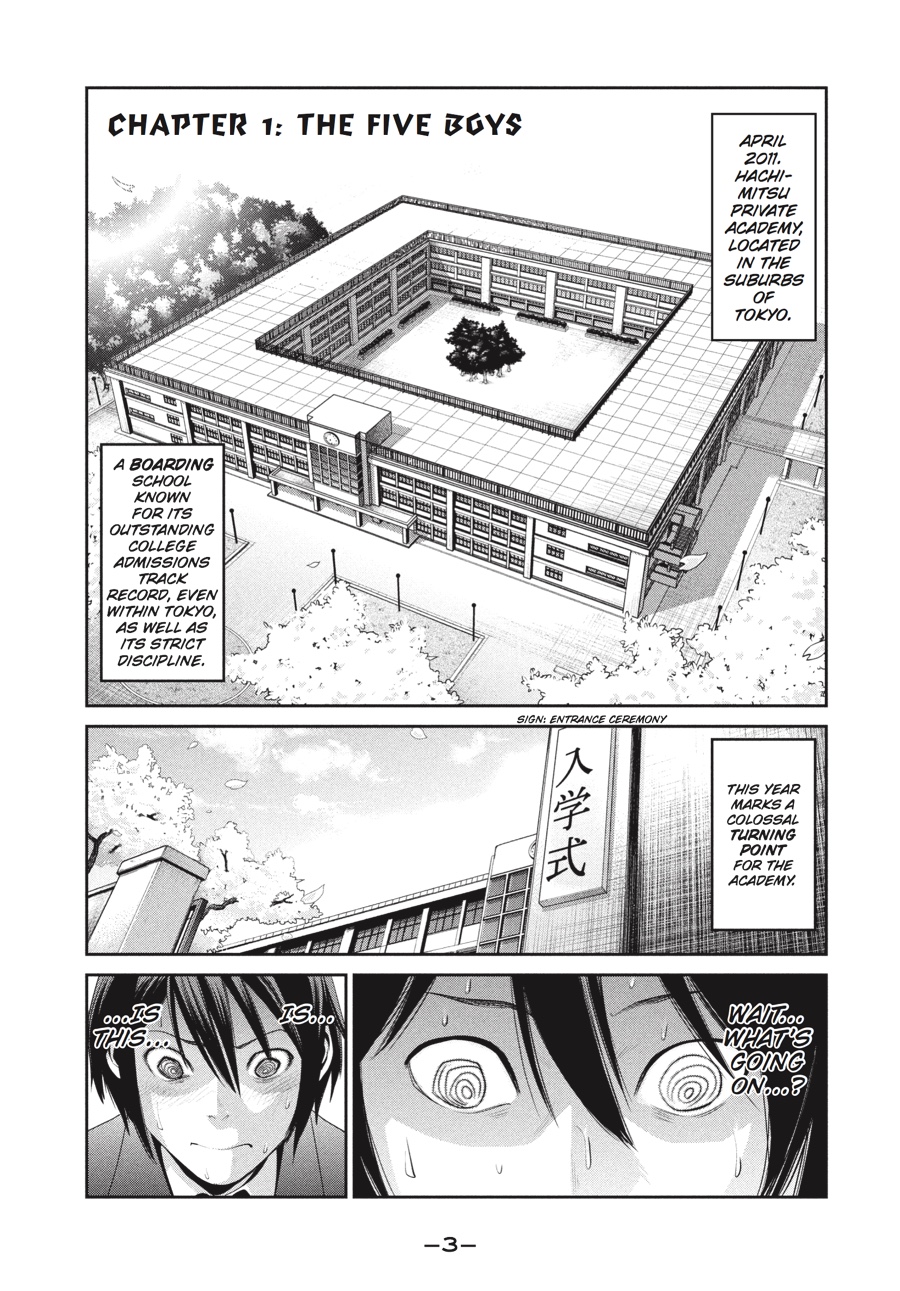 CHAPTER 1: THE FIVE BOYS
APRIL
2011.
HACHI-
MITSU
PRIVATE
ACADEMY,
LOCATED
IN THE
SUBURBS
OF
TOKYO.
A BOARDING
SCHOOL
KNOWN
FOR ITS
OUTSTANDING
COLLEGE
ADMISSIONS
TRACK
RECORD, EVEN
WITHIN TOKYO,
AS WELL AS
ITS STRICT
DISCIPLINE.
SIGN: ENTRANCE CEREMONY
入学式
THIS YEAR
MARKS A
COLOSSAL
TURNING
POINT
FOR THE
ACADEMY.
WAIT...
WHAT'S
GOING
ON...?
IS...
...IS
THIS...
-3-